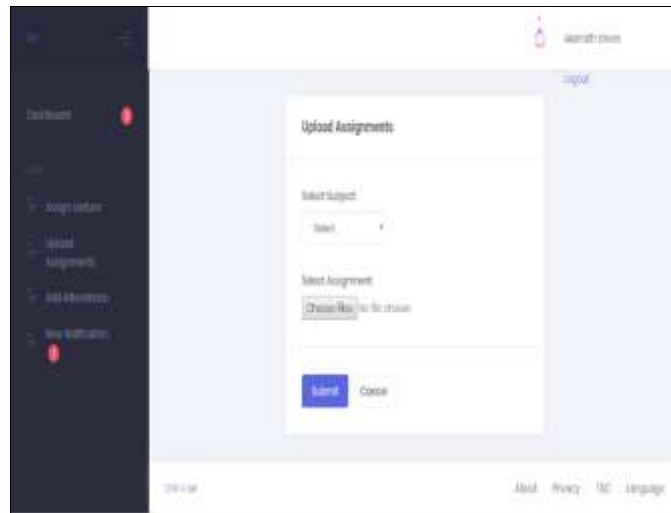 Logout
Dashboard
Upload Assignments
Select Subject
Select
Assign Lecture
Upload
Assignments
Select Assignment
Add Attendance
Choose Files No file chosen
New Notification
Submit Cancel
About Privacy T&C Language